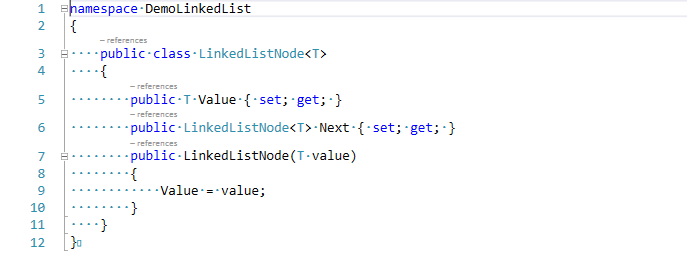 1 namespace DemoLinkedList
2 {
– references
3 public class LinkedListNode<T>
4 {
– references
5 public T Value { set; get; }
– references
6 public LinkedListNode<T> Next { set; get; }
– references
7 public LinkedListNode(T value)
8 {
9 Value = value;
10 }
11 }
12 }